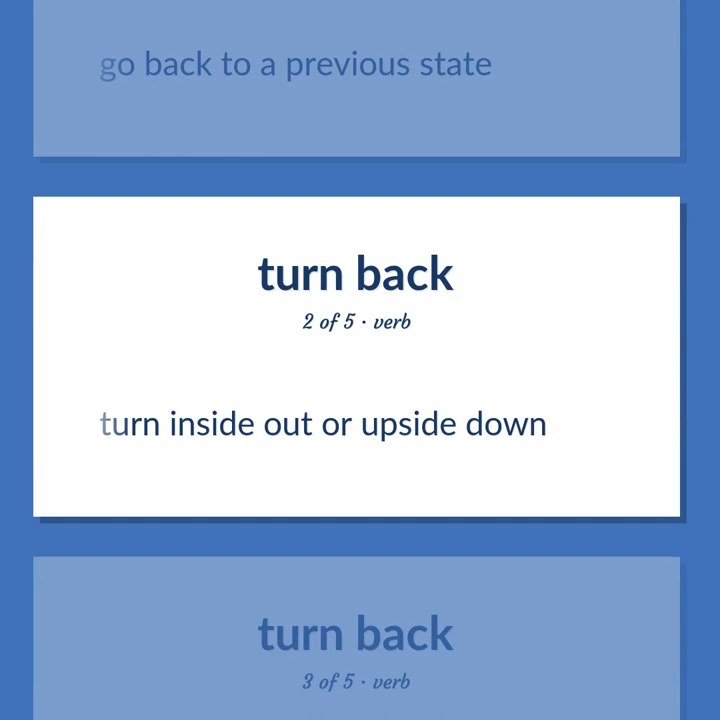 go back to a previous state
turn back
2 of 5 · verb
turn inside out or upside down
turn back
3 of 5 · verb